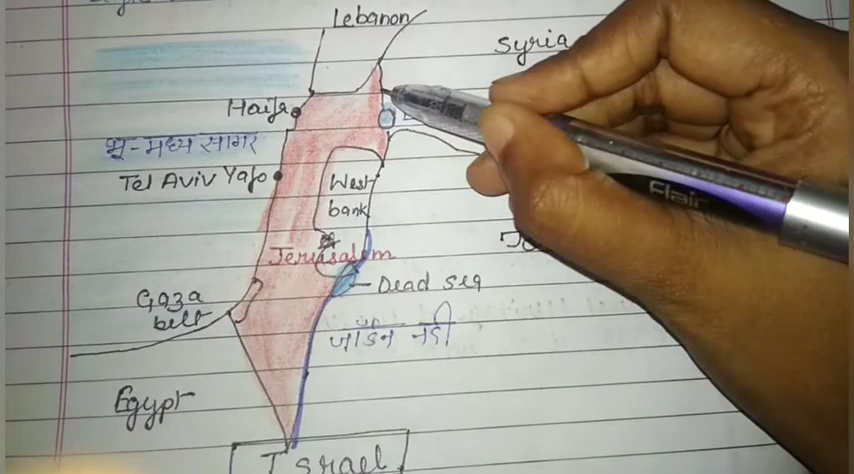 Lebanon
Syria
Haifa
भू-मध्य सागर
Tel Aviv Yafo
West
bank
Jerusalem
Dead sea
Gaza
belt
जॉर्डन नदी
Egypt
Israel
Flair